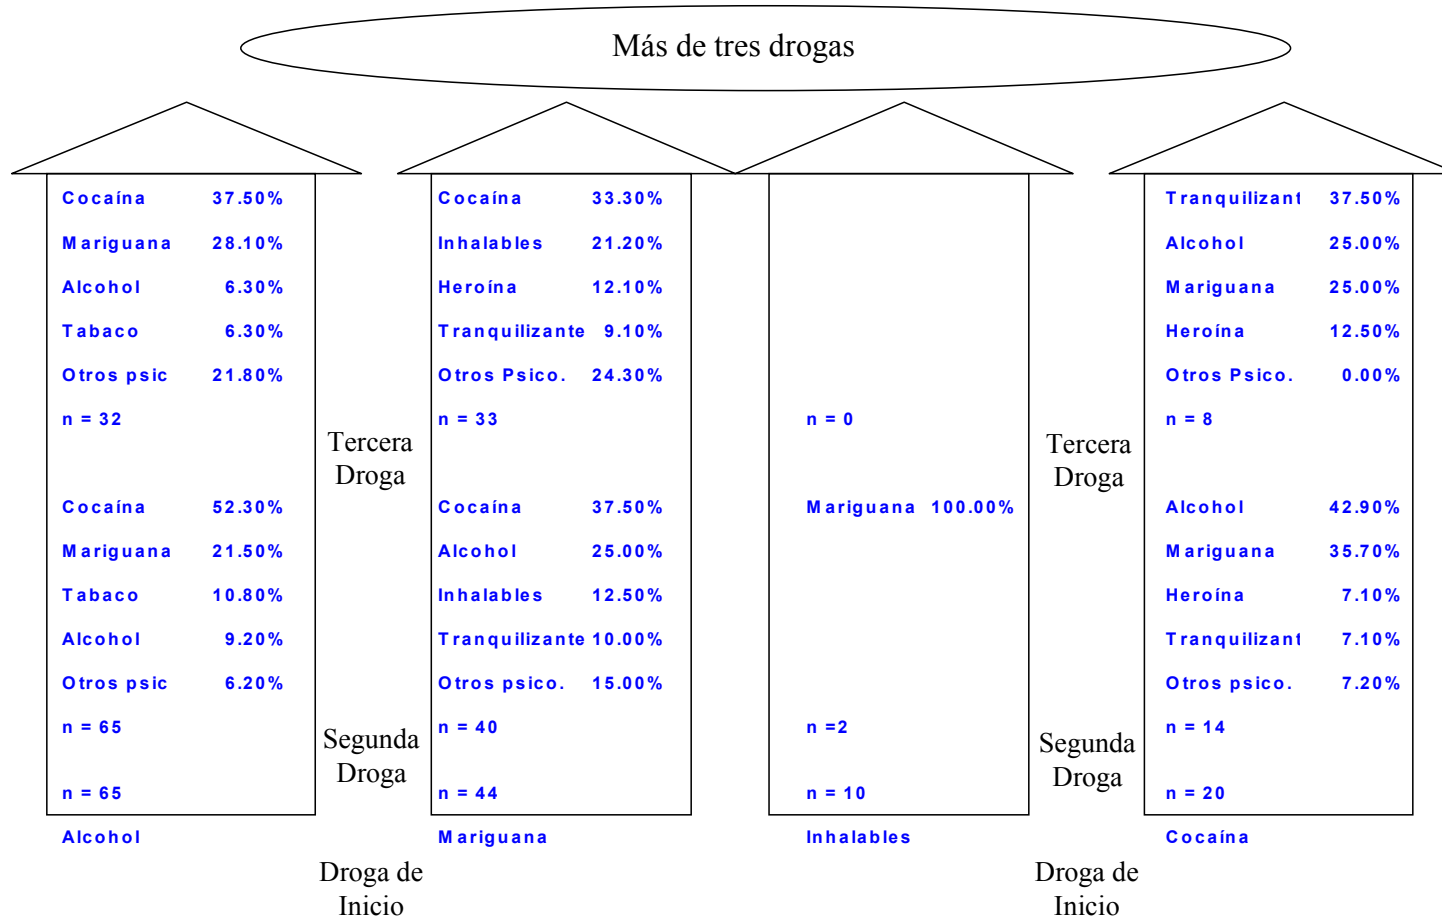 Más de tres drogas
Cocaína 37.50%
Mariguana 28.10%
Alcohol 6.30%
Tabaco 6.30%
Otros psic 21.80%
n = 32
Cocaína 52.30%
Mariguana 21.50%
Tabaco 10.80%
Alcohol 9.20%
Otros psic 6.20%
n = 65
n = 65
Alcohol
Tercera
Droga
Segunda
Droga
Droga de
Inicio
Cocaína 33.30%
Inhalables 21.20%
Heroína 12.10%
Tranquilizante 9.10%
Otros Psico. 24.30%
n = 33
Cocaína 37.50%
Alcohol 25.00%
Inhalables 12.50%
Tranquilizante 10.00%
Otros psico. 15.00%
n = 40
n = 44
Mariguana
n = 0
Mariguana 100.00%
n =2
n = 10
Inhalables
Tercera
Droga
Segunda
Droga
Droga de
Inicio
Tranquilizant 37.50%
Alcohol 25.00%
Mariguana 25.00%
Heroína 12.50%
Otros Psico. 0.00%
n = 8
Alcohol 42.90%
Mariguana 35.70%
Heroína 7.10%
Tranquilizant 7.10%
Otros psico. 7.20%
n = 14
n = 20
Cocaína